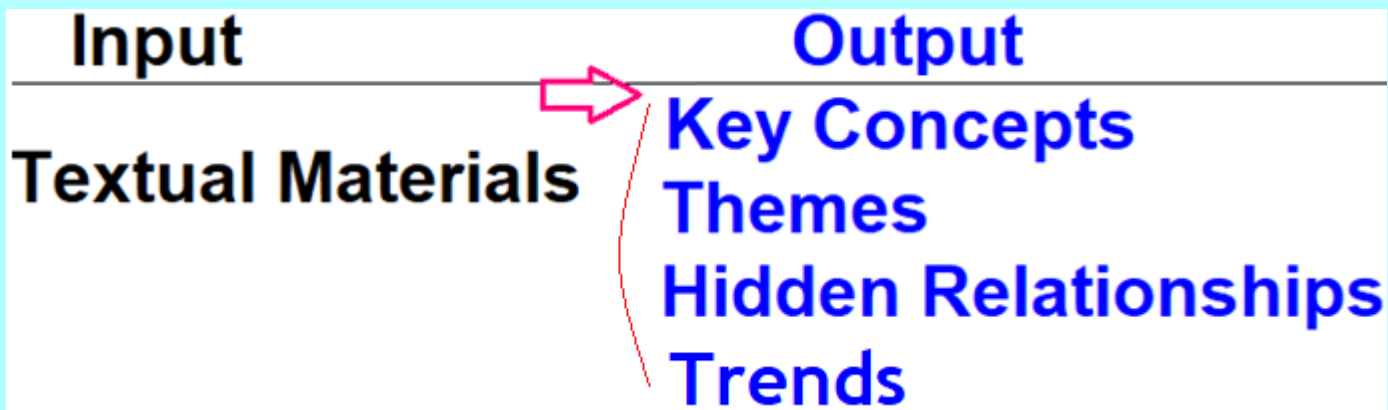 Input Output
Textual Materials
Key Concepts
Themes
Hidden Relationships
Trends